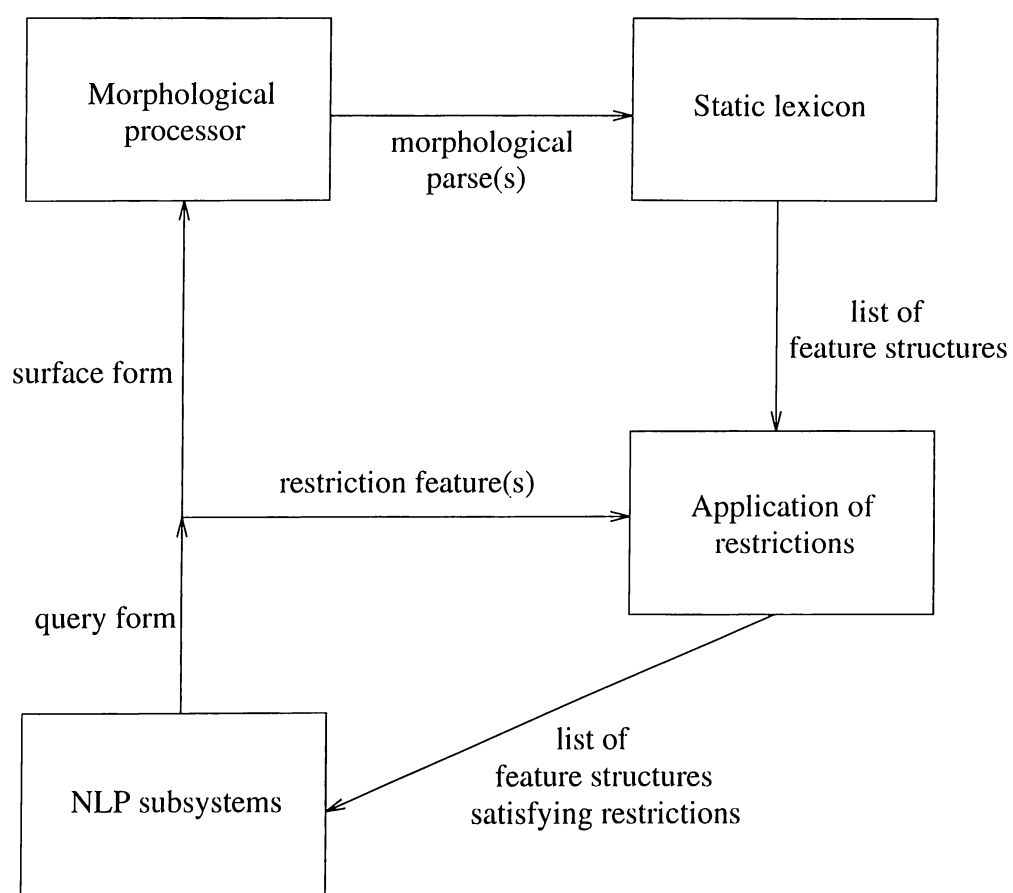 Morphological
processor
morphological
parse(s)
Static lexicon
list of
feature structures
surface form
restriction feature(s)
Application of
restrictions
query form
NLP subsystems
list of
feature structures
satisfying restrictions